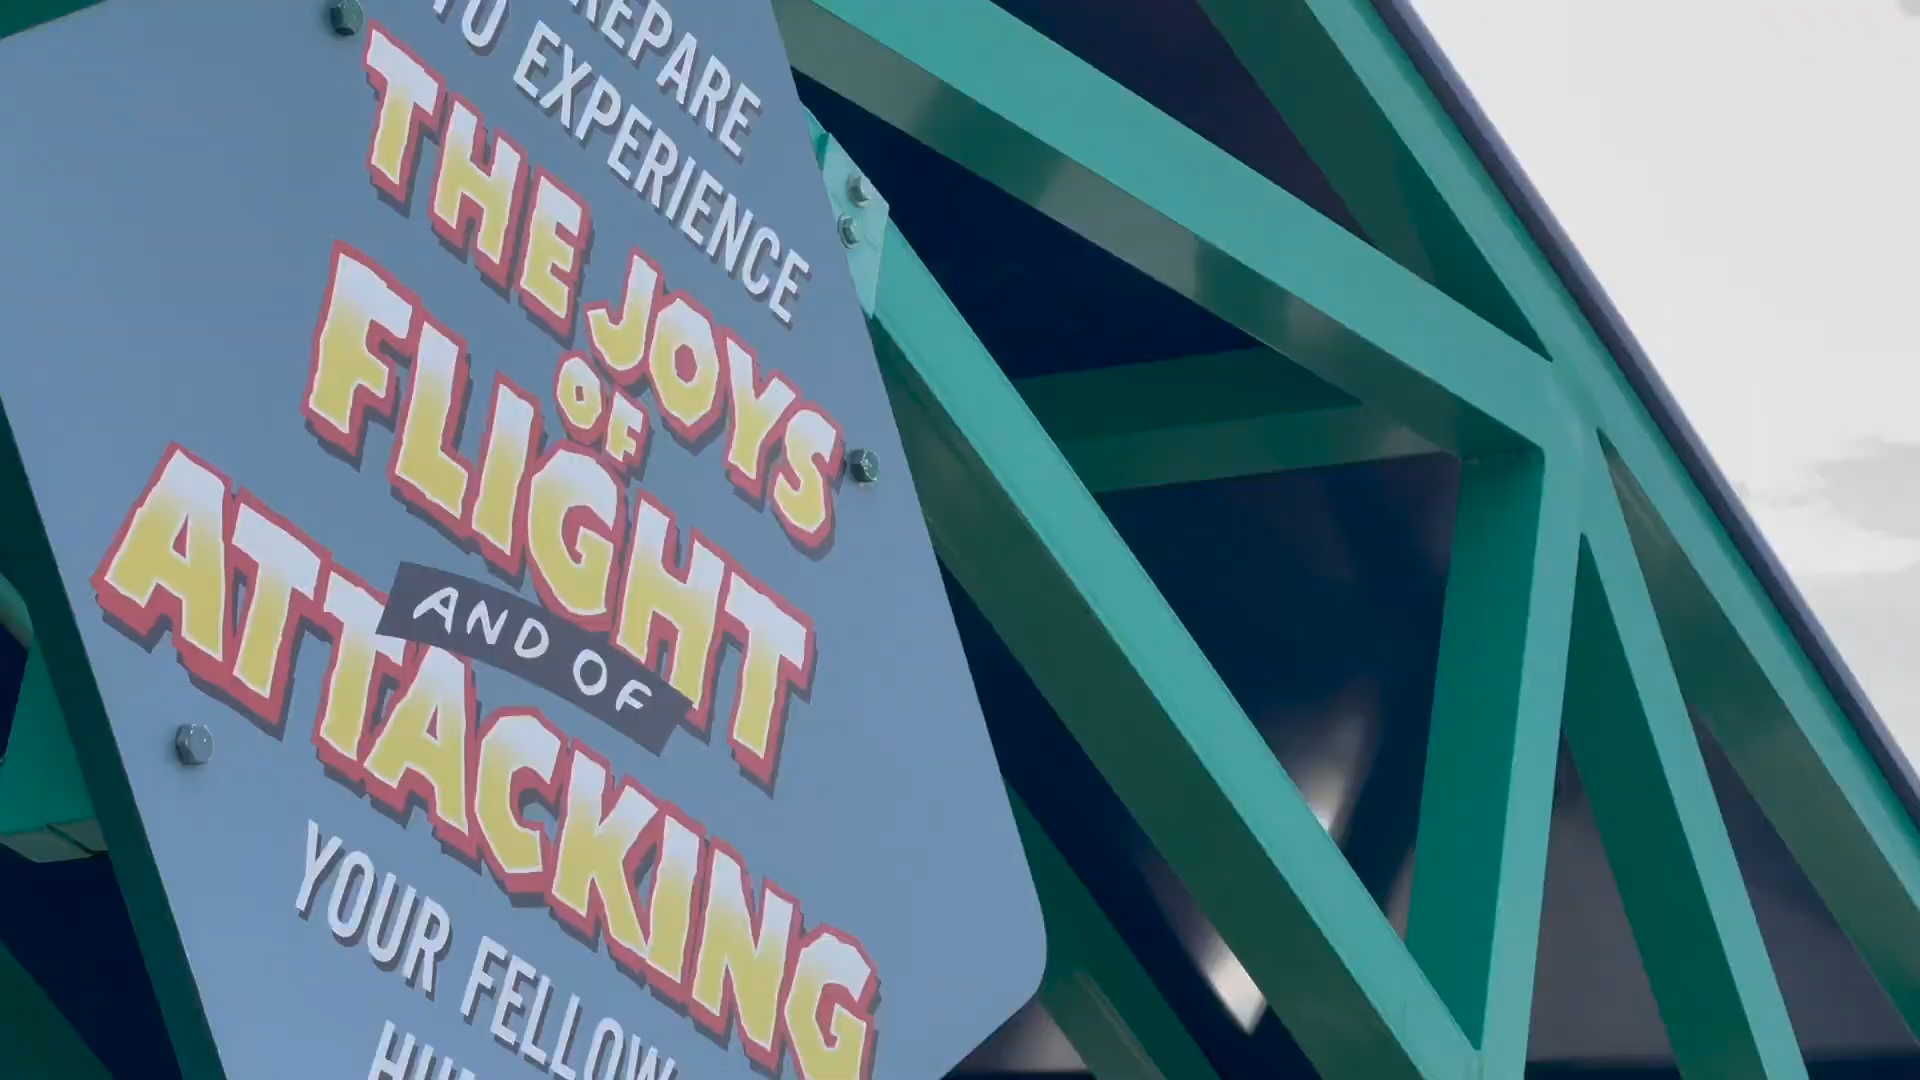 TO EXPERIENCE
THE JOYS
OF
FLIGHT
AND OF
ATTACKING
YOUR FELLOW